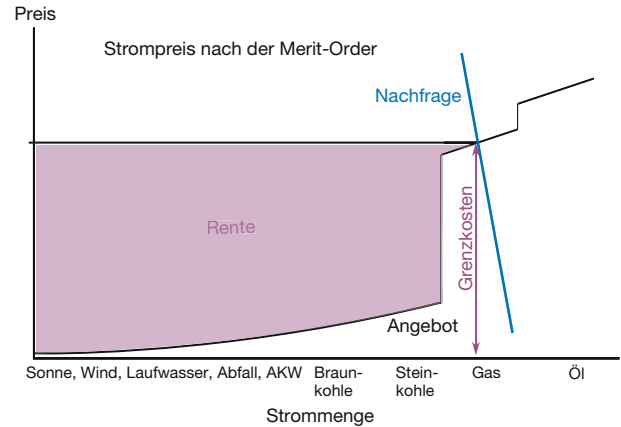 Preis
Strompreis nach der Merit-Order
Nachfrage
Rente
Grenzkosten
Angebot
Sonne, Wind, Laufwasser, Abfall, AKW
Braun-
kohle
Stein-
kohle
Gas
Öl
Strommenge